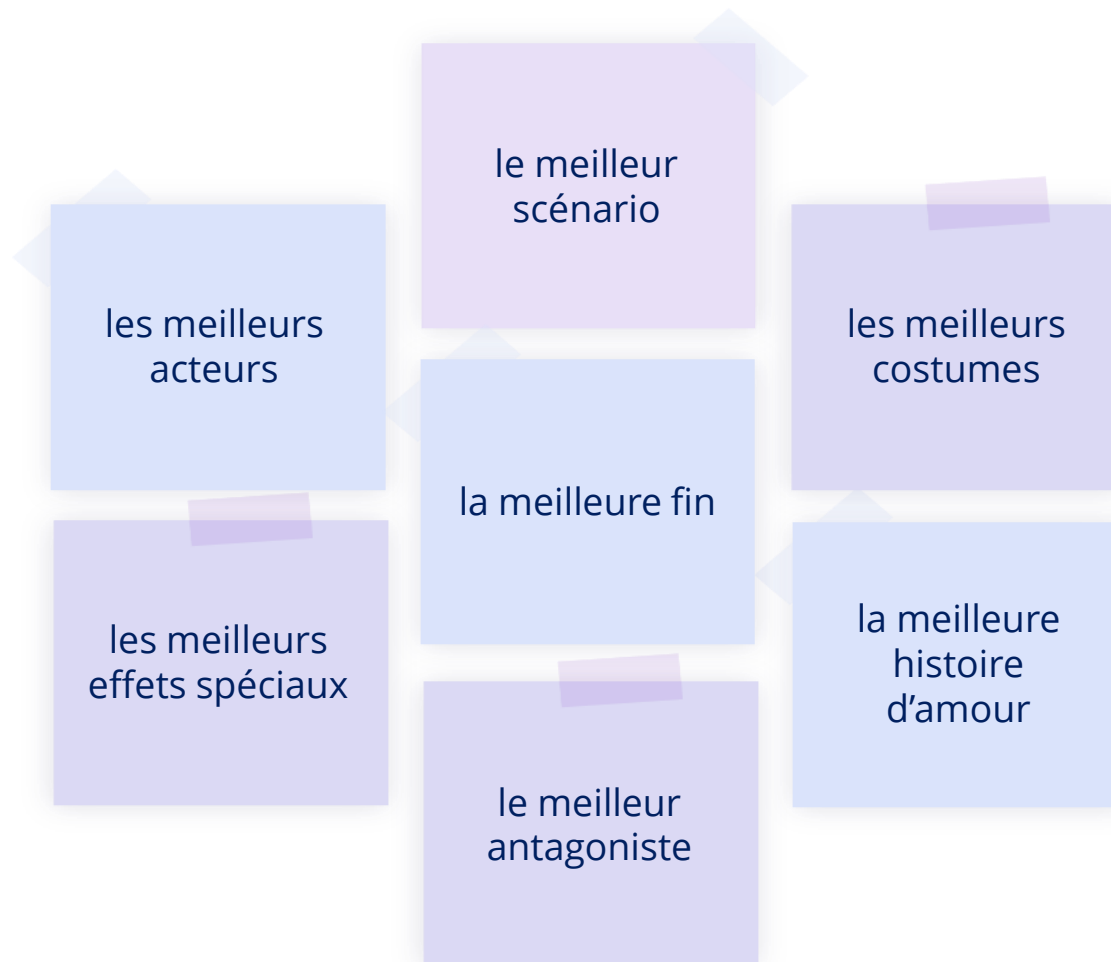 le meilleur
scénario
les meilleurs
acteurs
les meilleurs
costumes
la meilleure fin
les meilleurs
effets spéciaux
la meilleure
histoire
d’amour
le meilleur
antagoniste